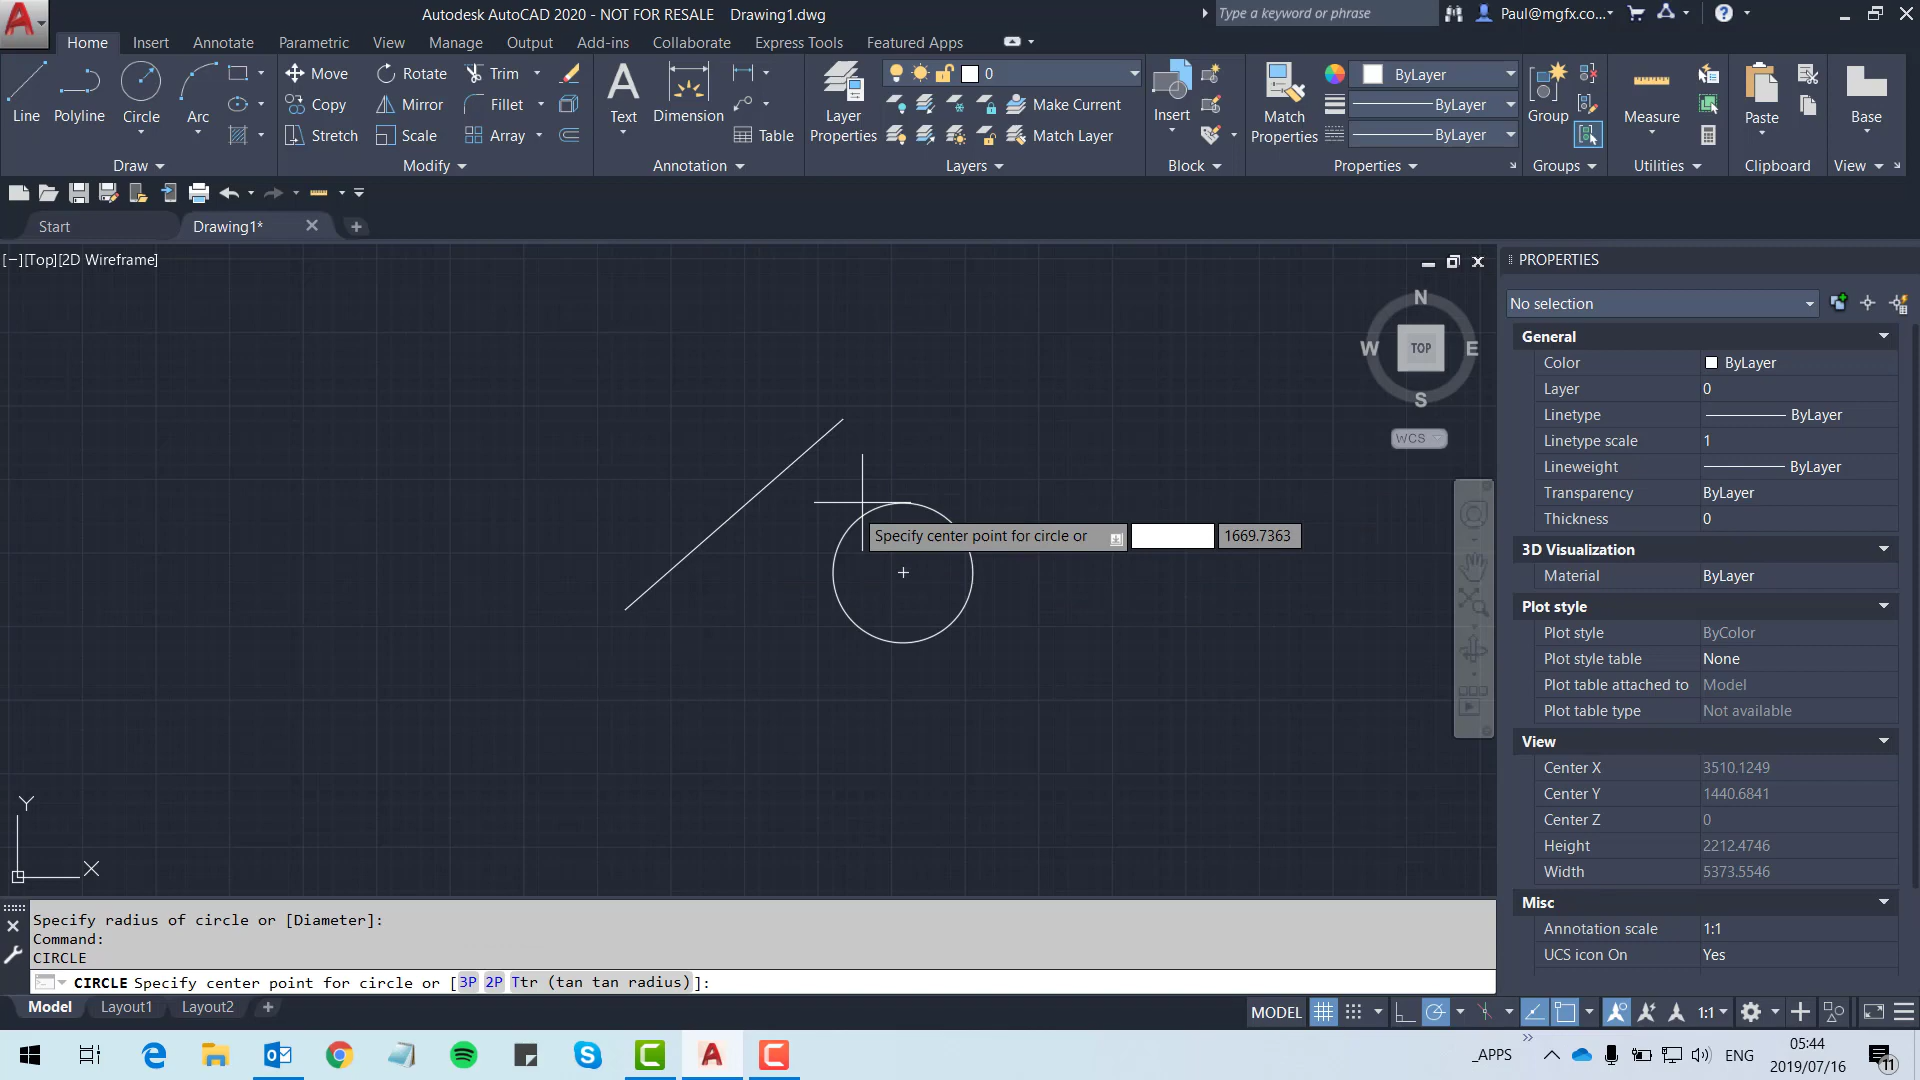 Autodesk AutoCAD 2020 - NOT FOR RESALE Drawing1.dwg
Type a keyword or phrase
Paul@mgfx.co...
Home Insert Annotate Parametric View Manage Output Add-ins Collaborate Express Tools Featured Apps
Line Polyline Circle Arc
Move Rotate Trim
Copy Mirror Fillet
Stretch Scale Array
Text Dimension Table
Layer Properties
0
Make Current
Match Layer
Insert
Match Properties
ByLayer
ByLayer
ByLayer
Group
Measure
Paste
Base
Draw Modify Annotation Layers Block Properties Groups Utilities Clipboard View
Start Drawing1*
[−][Top][2D Wireframe]
N
W TOP E
S
WCS
Specify center point for circle or 1669.7363
Y
X
PROPERTIES
No selection
General
Color ByLayer
Layer 0
Linetype ByLayer
Linetype scale 1
Lineweight ByLayer
Transparency ByLayer
Thickness 0
3D Visualization
Material ByLayer
Plot style
Plot style ByColor
Plot style table None
Plot table attached to Model
Plot table type Not available
View
Center X 3510.1249
Center Y 1440.6841
Center Z 0
Height 2212.4746
Width 5373.5546
Misc
Annotation scale 1:1
UCS icon On Yes
Specify radius of circle or [Diameter]:
Command:
CIRCLE
CIRCLE Specify center point for circle or [3P 2P Ttr (tan tan radius)]:
Model Layout1 Layout2
MODEL 1:1
_APPS ENG
05:44
2019/07/16
11